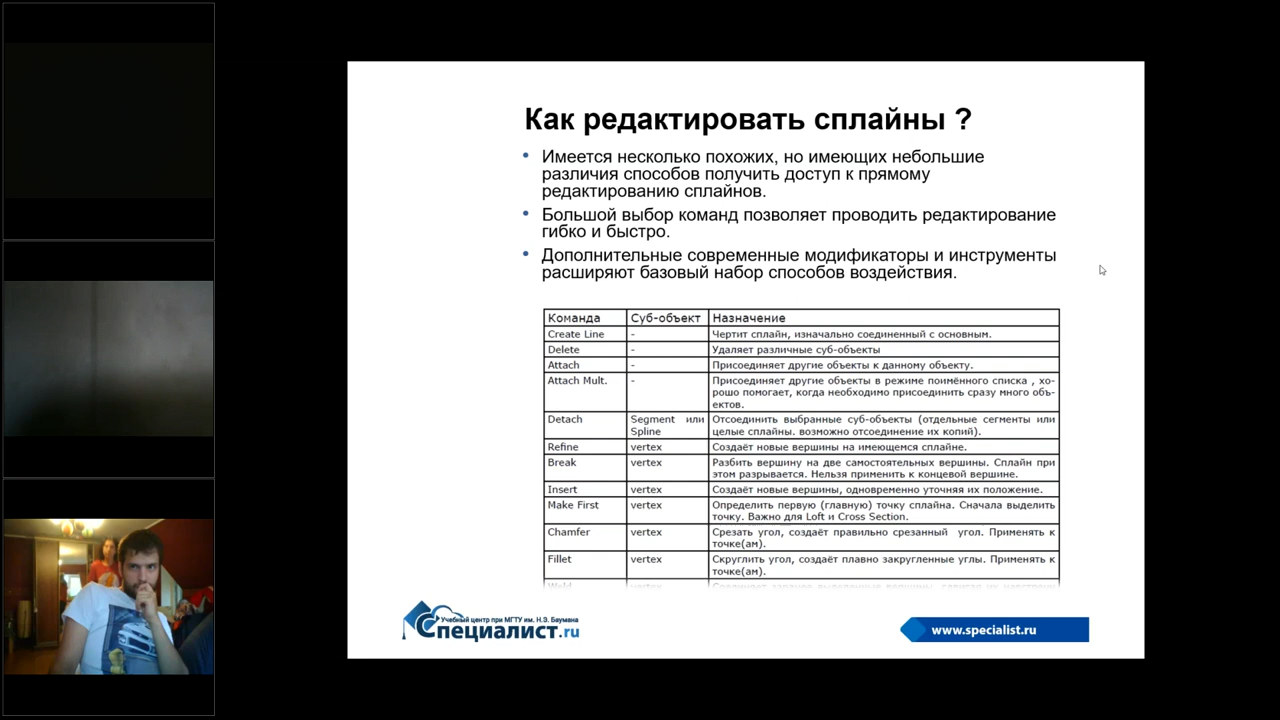 Как редактировать сплайны ?
• Имеется несколько похожих, но имеющих небольшие
различия способов получить доступ к прямому
редактированию сплайнов.
• Большой выбор команд позволяет проводить редактирование
гибко и быстро.
• Дополнительные современные модификаторы и инструменты
расширяют базовый набор способов воздействия.
Команда Суб-объект Назначение
Create Line - Чертит сплайн, изначально соединенный с основным.
Delete - Удаляет различные суб-объекты
Attach - Присоединяет другие объекты к данному объекту.
Attach Mult. - Присоединяет другие объекты в режиме поимённого списка , хо-
рошо помогает, когда необходимо присоединить сразу много объ-
ектов.
Detach Segment или Отсоединить выбранные суб-объекты (отдельные сегменты или
Spline целые сплайны. возможно отсоединение их копий).
Refine vertex Создаёт новые вершины на имеющемся сплайне.
Break vertex Разбить вершину на две самостоятельных вершины. Сплайн при
этом разрывается. Нельзя применить к концевой вершине.
Insert vertex Создаёт новые вершины, одновременно уточняя их положение.
Make First vertex Определить первую (главную) точку сплайна. Сначала выделить
точку. Важно для Loft и Cross Section.
Chamfer vertex Срезать угол, создаёт правильно срезанный угол. Применять к
точке(ам).
Fillet vertex Скруглить угол, создаёт плавно закругленные углы. Применять к
точке(ам).
Weld vertex
Учебный центр при МГТУ им. Н.Э. Баумана
Специалист.ru
www.specialist.ru